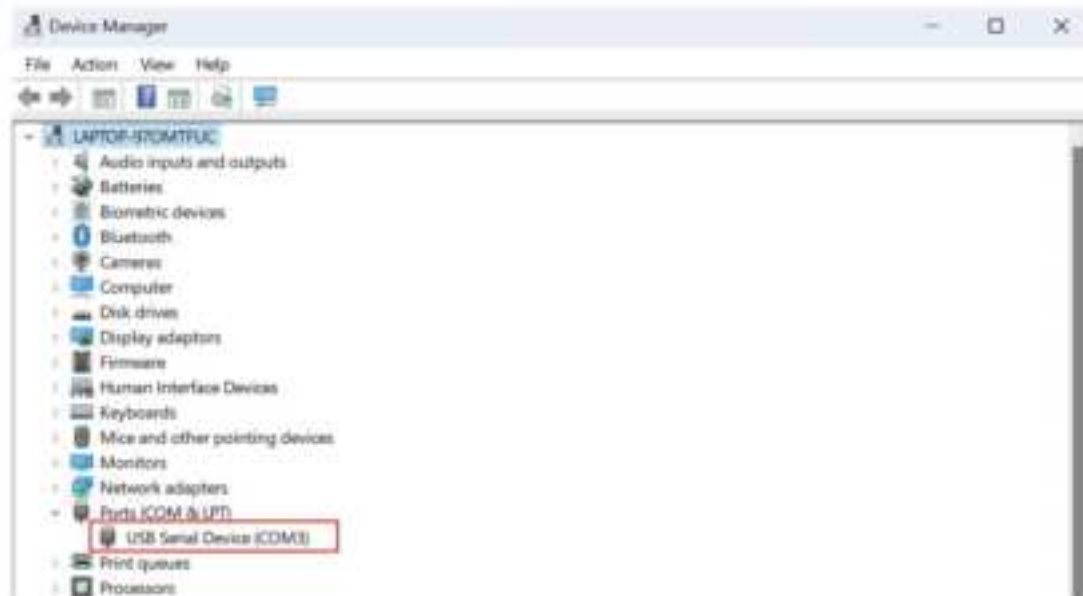 Device Manager
File Action View Help
LAPTOP-97OMTFUC
Audio inputs and outputs
Batteries
Biometric devices
Bluetooth
Cameras
Computer
Disk drives
Display adaptors
Firmware
Human Interface Devices
Keyboards
Mice and other pointing devices
Monitors
Network adapters
Ports (COM & LPT)
USB Serial Device (COM3)
Print queues
Processors